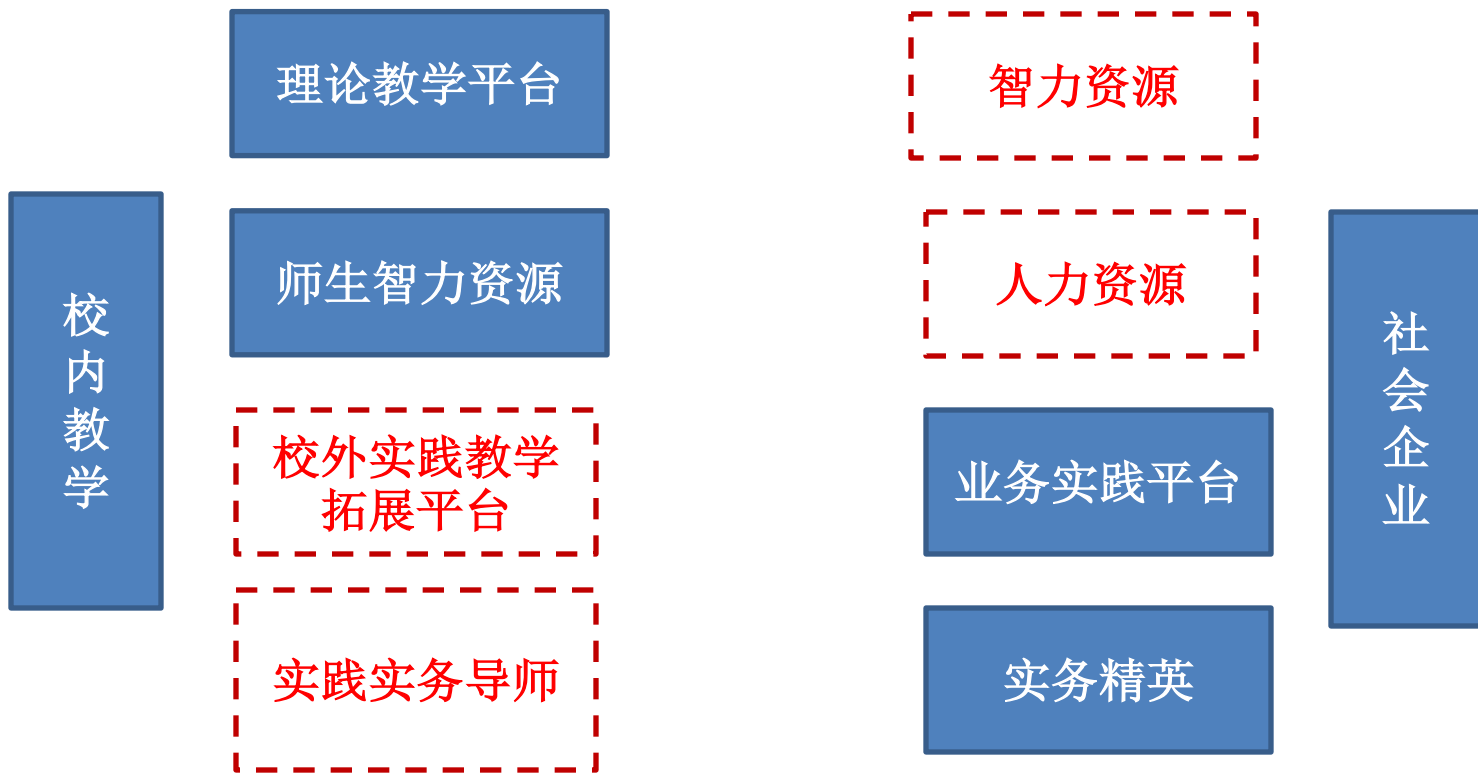 理论教学平台
智力资源
师生智力资源
人力资源
校内教学
社会企业
校外实践教学
拓展平台
业务实践平台
实践实务导师
实务精英